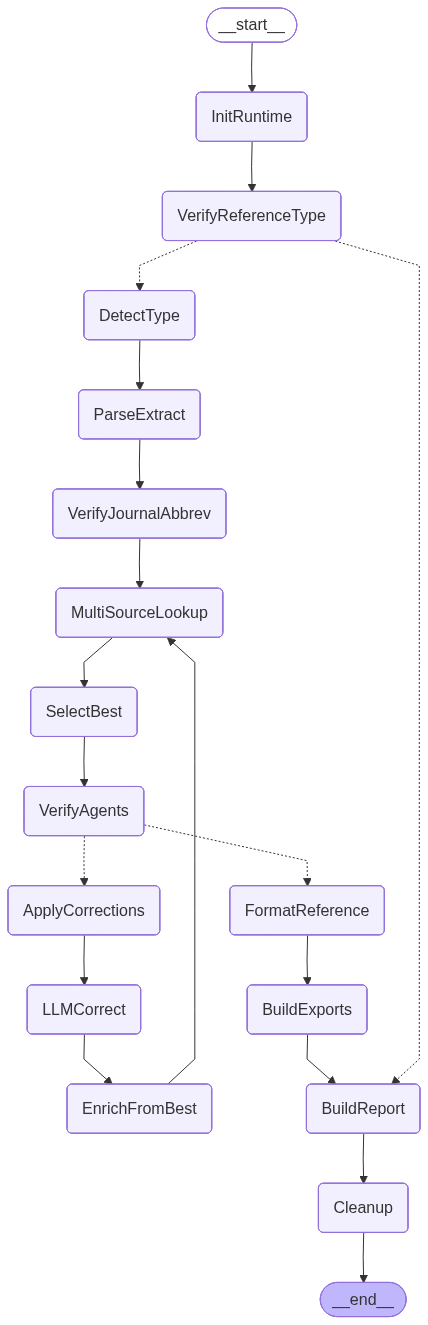 __start__
InitRuntime
VerifyReferenceType
DetectType
ParseExtract
VerifyJournalAbbrev
MultiSourceLookup
SelectBest
VerifyAgents
ApplyCorrections
FormatReference
LLMCorrect
BuildExports
EnrichFromBest
BuildReport
Cleanup
__end__